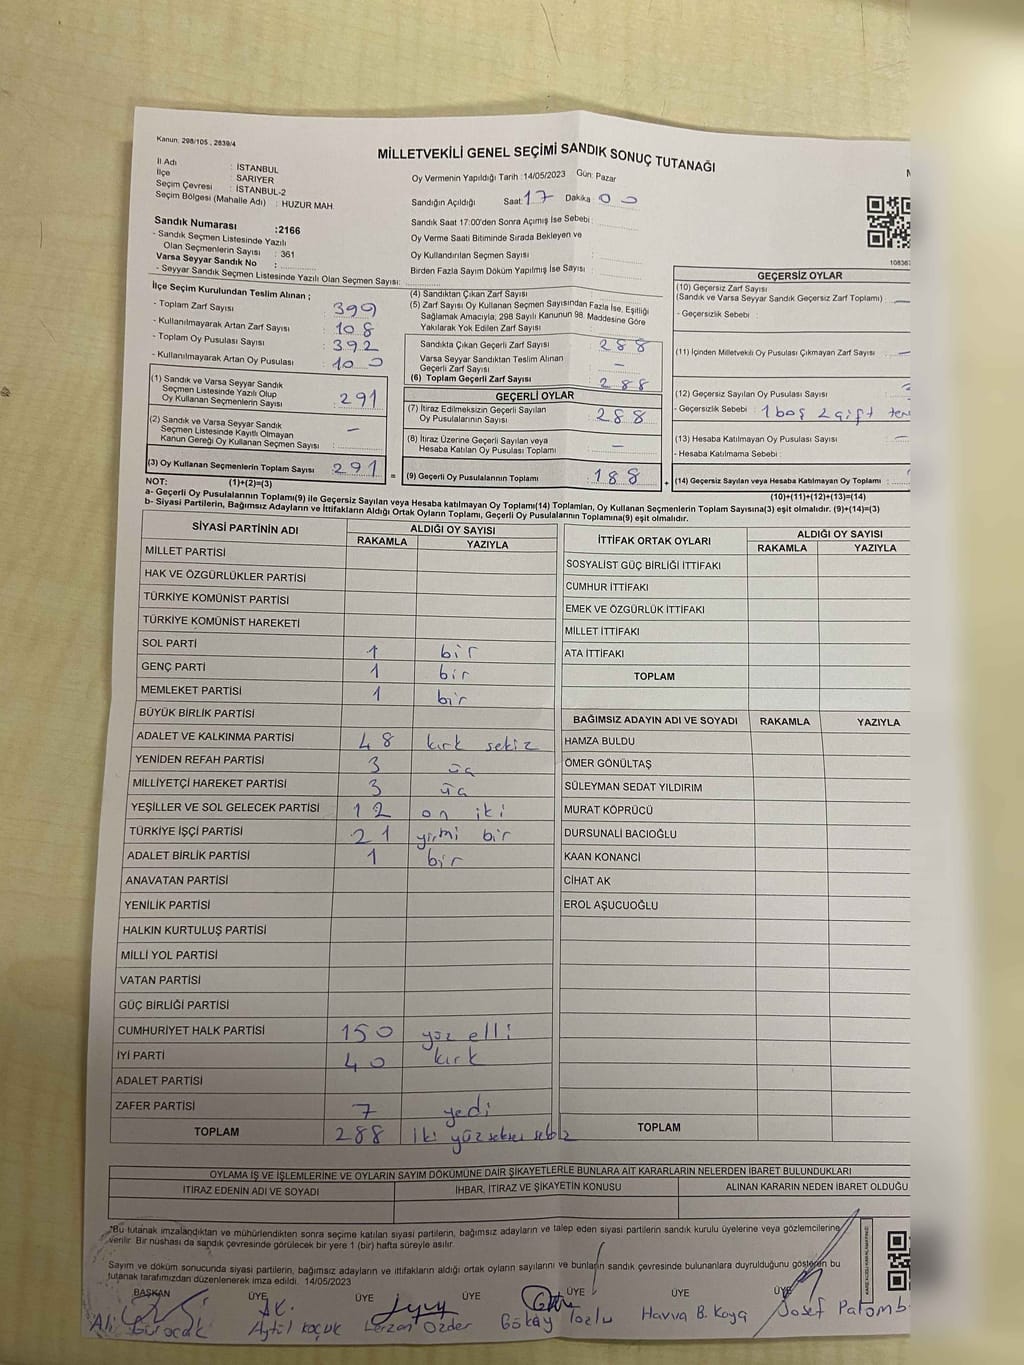 Kanun: 298/105 , 2839/4
MİLLETVEKİLİ GENEL SEÇİMİ SANDIK SONUÇ TUTANAĞI
İl Adı : İSTANBUL
İlçe : SARIYER
Seçim Çevresi : İSTANBUL-2
Seçim Bölgesi (Mahalle Adı) : HUZUR MAH.
Oy Vermenin Yapıldığı Tarih :14/05/2023 Gün: Pazar
Sandığın Açıldığı Saat: 17 Dakika: 00
Sandık Saat 17:00'den Sonra Açımış İse Sebebi :
Oy Verme Saati Bitiminde Sırada Bekleyen ve
Oy Kullandırılan Seçmen Sayısı :
Birden Fazla Sayım Döküm Yapılmış İse Sayısı :
Sandık Numarası :2166
- Sandık Seçmen Listesinde Yazılı
Olan Seçmenlerin Sayısı : 361
Varsa Seyyar Sandık No :
- Seyyar Sandık Seçmen Listesinde Yazılı Olan Seçmen Sayısı:
İlçe Seçim Kurulundan Teslim Alınan ;
- Toplam Zarf Sayısı : 399
- Kullanılmayarak Artan Zarf Sayısı : 108
- Toplam Oy Pusulası Sayısı : 392
- Kullanılmayarak Artan Oy Pusulası : 100
(1) Sandık ve Varsa Seyyar Sandık
Seçmen Listesinde Yazılı Olup
Oy Kullanan Seçmenlerin Sayısı : 291
(2) Sandık ve Varsa Seyyar Sandık
Seçmen Listesinde Kayıtlı Olmayan
Kanun Gereği Oy Kullanan Seçmen Sayısı : –
(3) Oy Kullanan Seçmenlerin Toplam Sayısı : 291
(4) Sandıktan Çıkan Zarf Sayısı :
(5) Zarf Sayısı Oy Kullanan Seçmen Sayısından Fazla İse, Eşitliği
Sağlamak Amacıyla; 298 Sayılı Kanunun 98. Maddesine Göre
Yakılarak Yok Edilen Zarf Sayısı :
Sandıkta Çıkan Geçerli Zarf Sayısı : 288
Varsa Seyyar Sandıktan Teslim Alınan
Geçerli Zarf Sayısı : –
(6) Toplam Geçerli Zarf Sayısı : 288
GEÇERLİ OYLAR
(7) İtiraz Edilmeksizin Geçerli Sayılan
Oy Pusulalarının Sayısı : 288
(8) İtiraz Üzerine Geçerli Sayılan veya
Hesaba Katılan Oy Pusulası Toplamı : –
= (9) Geçerli Oy Pusulalarının Toplamı : 188 +
GEÇERSİZ OYLAR
(10) Geçersiz Zarf Sayısı
(Sandık ve Varsa Seyyar Sandık Geçersiz Zarf Toplamı) :
- Geçersizlik Sebebi :
(11) İçinden Milletvekili Oy Pusulası Çıkmayan Zarf Sayısı : –
(12) Geçersiz Sayılan Oy Pusulası Sayısı :
- Geçersizlik Sebebi : 1 boş 2 çift
(13) Hesaba Katılmayan Oy Pusulası Sayısı : –
- Hesaba Katılmama Sebebi :
(14) Geçersiz Sayılan veya Hesaba Katılmayan Oy Toplamı :
NOT: (1)+(2)=(3)
(10)+(11)+(12)+(13)=(14)
a- Geçerli Oy Pusulalarının Toplamı(9) ile Geçersiz Sayılan veya Hesaba katılmayan Oy Toplamı(14) Toplamları, Oy Kullanan Seçmenlerin Toplam Sayısına(3) eşit olmalıdır. (9)+(14)=(3)
b- Siyasi Partilerin, Bağımsız Adayların ve İttifakların Aldığı Ortak Oyların Toplamı, Geçerli Oy Pusulalarının Toplamına(9) eşit olmalıdır.
SİYASİ PARTİNİN ADI ALDIĞI OY SAYISI
RAKAMLA YAZIYLA
MİLLET PARTİSİ
HAK VE ÖZGÜRLÜKLER PARTİSİ
TÜRKİYE KOMÜNİST PARTİSİ
TÜRKİYE KOMÜNİST HAREKETİ
SOL PARTİ 1 bir
GENÇ PARTİ 1 bir
MEMLEKET PARTİSİ 1 bir
BÜYÜK BİRLİK PARTİSİ
ADALET VE KALKINMA PARTİSİ 48 kırk sekiz
YENİDEN REFAH PARTİSİ 3 üç
MİLLİYETÇİ HAREKET PARTİSİ 3 üç
YEŞİLLER VE SOL GELECEK PARTİSİ 12 on iki
TÜRKİYE İŞÇİ PARTİSİ 21 yirmi bir
ADALET BİRLİK PARTİSİ 1 bir
ANAVATAN PARTİSİ
YENİLİK PARTİSİ
HALKIN KURTULUŞ PARTİSİ
MİLLİ YOL PARTİSİ
VATAN PARTİSİ
GÜÇ BİRLİĞİ PARTİSİ
CUMHURİYET HALK PARTİSİ 150 yüz elli
İYİ PARTİ 40 kırk
ADALET PARTİSİ
ZAFER PARTİSİ 7 yedi
TOPLAM 288 iki yüz seksen sekiz
İTTİFAK ORTAK OYLARI ALDIĞI OY SAYISI
RAKAMLA YAZIYLA
SOSYALİST GÜÇ BİRLİĞİ İTTİFAKI
CUMHUR İTTİFAKI
EMEK VE ÖZGÜRLÜK İTTİFAKI
MİLLET İTTİFAKI
ATA İTTİFAKI
TOPLAM
BAĞIMSIZ ADAYIN ADI VE SOYADI RAKAMLA YAZIYLA
HAMZA BULDU
ÖMER GÖNÜLTAŞ
SÜLEYMAN SEDAT YILDIRIM
MURAT KÖPRÜCÜ
DURSUNALİ BACIOĞLU
KAAN KONANCI
CİHAT AK
EROL AŞUCUOĞLU
TOPLAM
OYLAMA İŞ VE İŞLEMLERİNE VE OYLARIN SAYIM DÖKÜMÜNE DAİR ŞİKAYETLERLE BUNLARA AİT KARARLARIN NELERDEN İBARET BULUNDUKLARI
İTİRAZ EDENİN ADI VE SOYADI İHBAR, İTİRAZ VE ŞİKAYETİN KONUSU ALINAN KARARIN NEDEN İBARET OLDUĞU
*Bu tutanak imzalandıktan ve mühürlendikten sonra seçime katılan siyasi partilerin, bağımsız adayların ve talep eden siyasi partilerin sandık kurulu üyelerine veya gözlemcilerine
verilir. Bir nüshası da sandık çevresinde görülecek bir yere 1 (bir) hafta süreyle asılır.
Sayım ve döküm sonucunda siyasi partilerin, bağımsız adayların ve ittifakların aldığı ortak oyların sayılarını ve bunların sandık çevresinde bulunanlara duyrulduğunu gösteren bu
tutanak tarafımızdan düzenlenerek imza edildi. 14/05/2023
BAŞKAN ÜYE ÜYE ÜYE ÜYE ÜYE
Ali Aytül Koçuk Özder Gökay Havva B. Kaya Josef Palomb